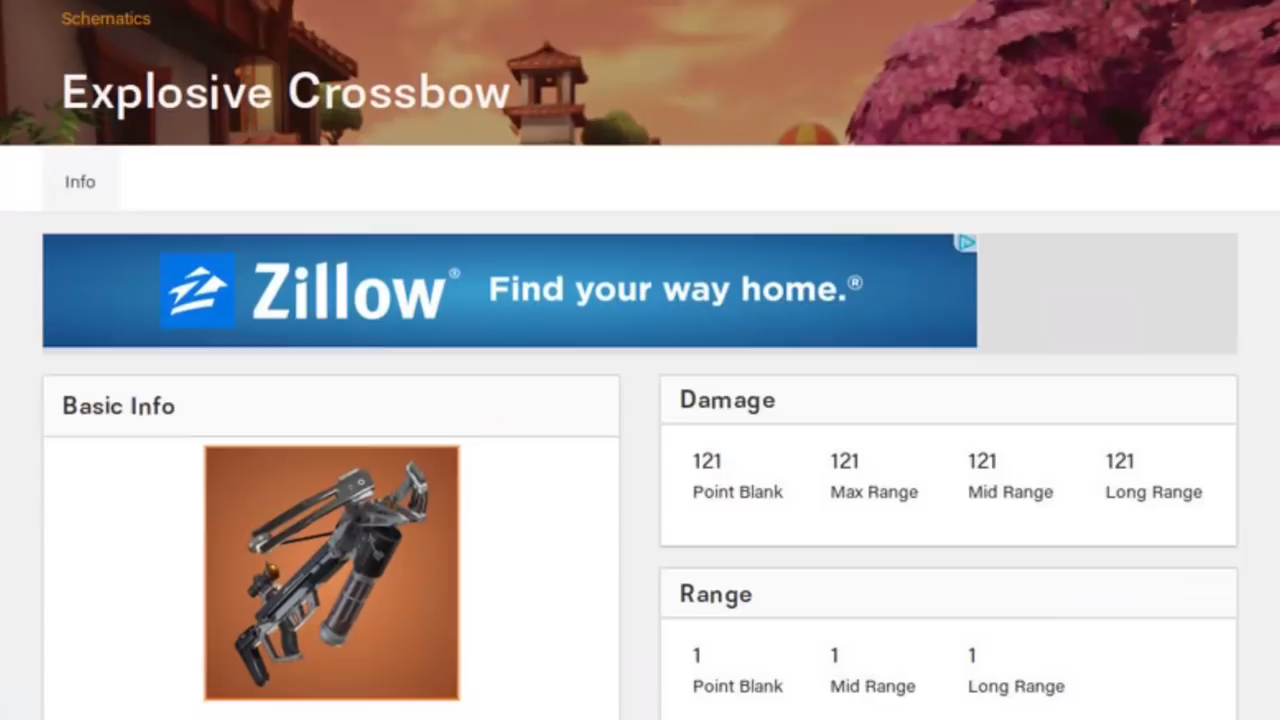 Schematics
Explosive Crossbow
Info
Zillow® Find your way home.®
Basic Info
Damage
121 121 121 121
Point Blank Max Range Mid Range Long Range
Range
1 1 1
Point Blank Mid Range Long Range